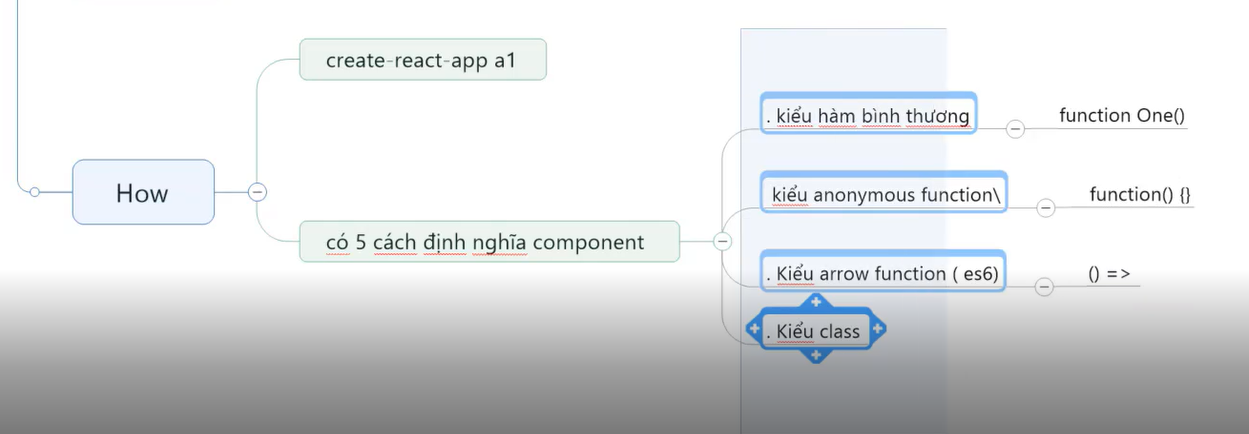 How
create-react-app a1
có 5 cách định nghĩa component
. kiểu hàm bình thương
function One()
kiểu anonymous function\
function() {}
. Kiểu arrow function ( es6)
() =>
. Kiểu class